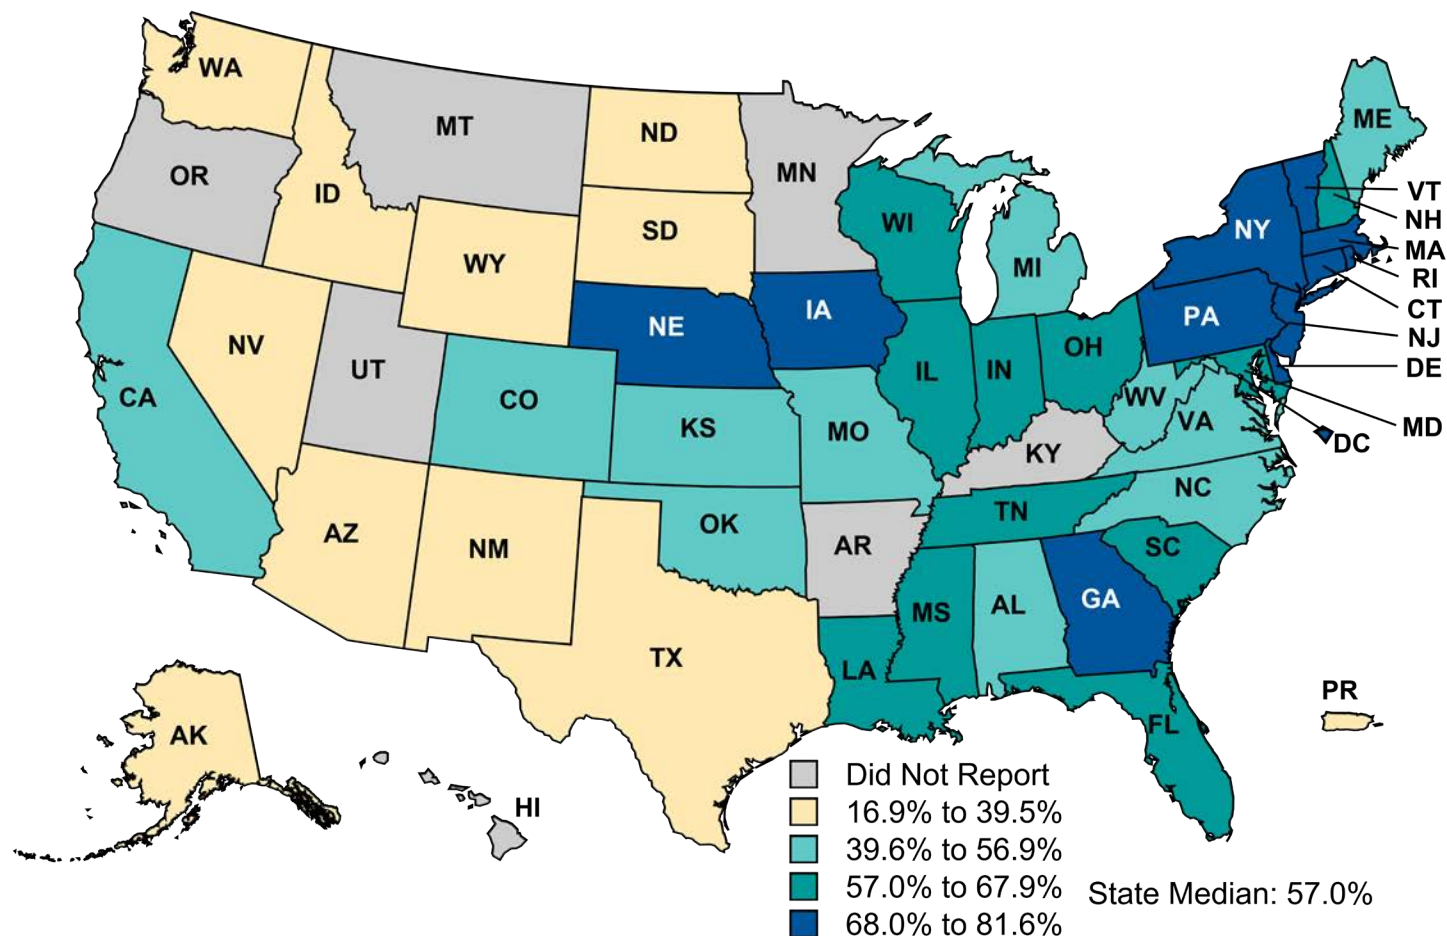 WA
MT
ND
MN
ME
OR
ID
SD
WI
VT
NH
NY
MA
WY
MI
RI
CT
NE
IA
PA
NJ
NV
UT
OH
DE
CO
IL
IN
CA
WV
KS
MO
VA
MD
KY
DC
NC
OK
TN
AZ
NM
AR
SC
MS
AL
GA
TX
LA
PR
FL
AK
HI
Did Not Report
16.9% to 39.5%
39.6% to 56.9%
57.0% to 67.9%
State Median: 57.0%
68.0% to 81.6%